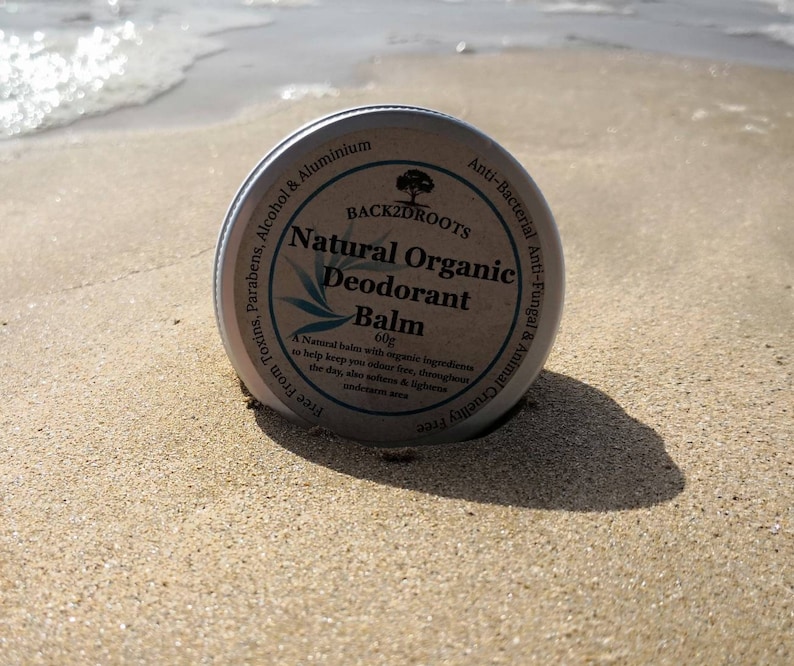 BACK2DROOTS
Natural Organic
Deodorant
Balm
60g
A Natural balm with organic ingredients
to help keep you odour free, throughout
the day, also softens & lightens
underarm area
Free From Toxins, Parabens, Alcohol & Aluminium
Anti-Bacterial Anti-Fungal & Animal Cruelty Free